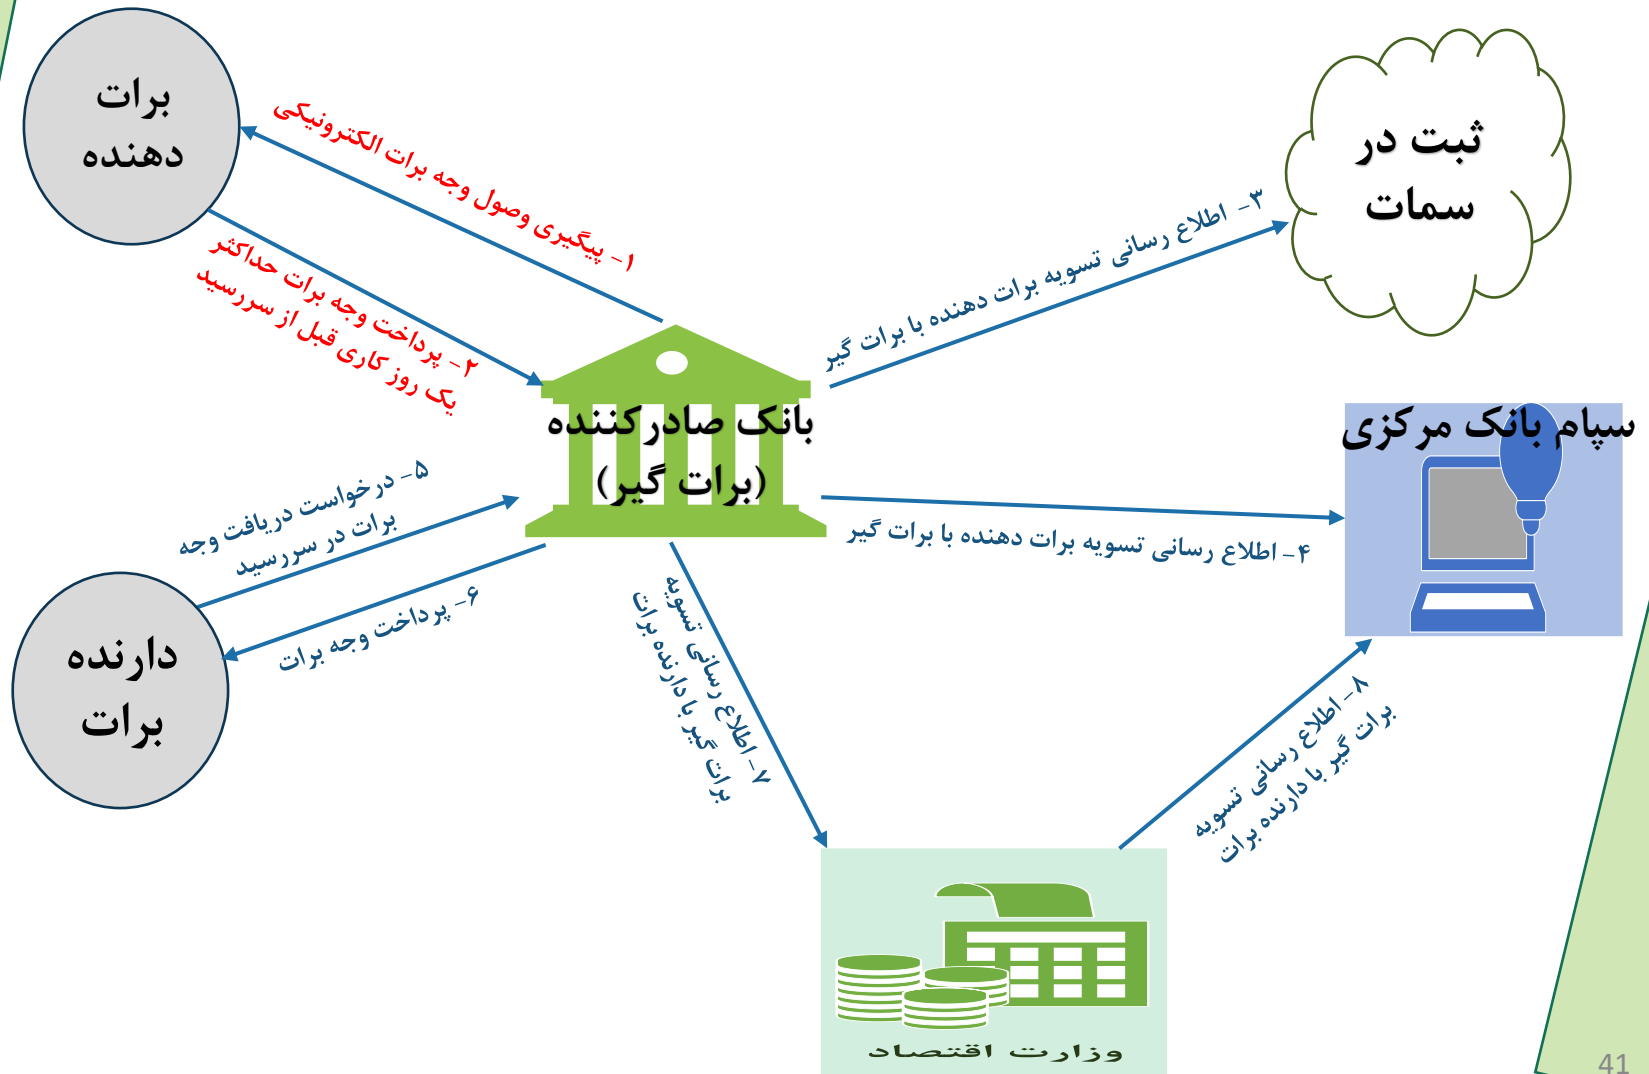 برات
دهنده
۱- پیگیری وصول وجه برات الکترونیکی
۲- پرداخت وجه برات حداکثر
یک روز کاری قبل از سررسید
ثبت در
سمات
۳- اطلاع رسانی تسویه برات دهنده با برات گیر
بانک صادرکننده
(برات گیر)
سپام بانک مرکزی
۴- اطلاع رسانی تسویه برات دهنده با برات گیر
۵- درخواست دریافت وجه
برات در سررسید
۶- پرداخت وجه برات
دارنده
برات
۷- اطلاع رسانی تسویه
برات گیر با دارنده برات
۸- اطلاع رسانی تسویه
برات گیر با دارنده برات
وزارت اقتصاد
41